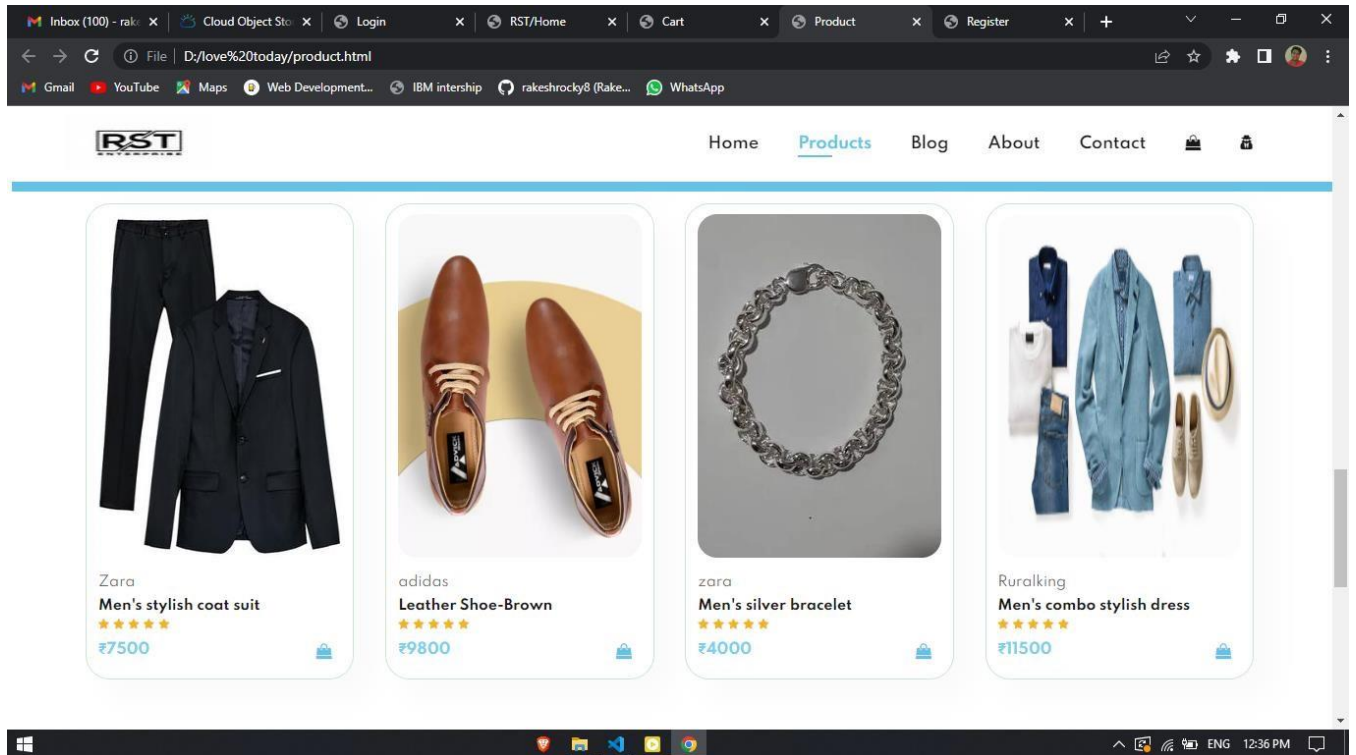 Inbox (100) - rak
Cloud Object Sto
Login
RST/Home
Cart
Product
Register
File
D:/love%20today/product.html
Gmail
YouTube
Maps
Web Development...
IBM intership
rakeshrocky8 (Rake...
WhatsApp
RST
ENTERPRISE
Home
Products
Blog
About
Contact
ADVICK
ADVICK
Zara
adidas
zara
Ruralking
Men's stylish coat suit
Leather Shoe-Brown
Men's silver bracelet
Men's combo stylish dress
₹7500
₹9800
₹4000
₹11500
ENG
12:36 PM